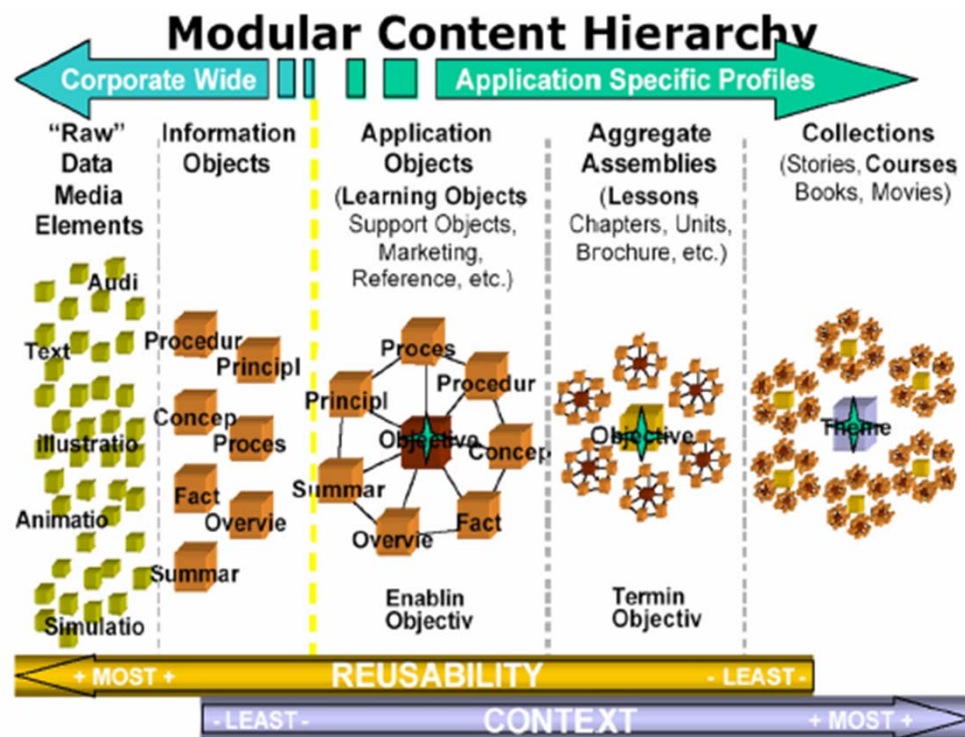 Modular Content Hierarchy
Corporate Wide
Application Specific Profiles
“Raw”
Data
Media
Elements
Information
Objects
Application
Objects
(Learning Objects
Support Objects,
Marketing,
Reference, etc.)
Aggregate
Assemblies
(Lessons
Chapters, Units,
Brochure, etc.)
Collections
(Stories, Courses
Books, Movies)
Audi
Text
illustratio
Animatio
Simulatio
Procedur
Principl
Concep
Proces
Fact
Overvie
Summar
Proces
Procedur
Principl
Objective
Concep
Summar
Fact
Overvie
Enablin
Objectiv
Objective
Termin
Objectiv
Theme
+ MOST +
REUSABILITY
- LEAST -
- LEAST -
CONTEXT
+ MOST +